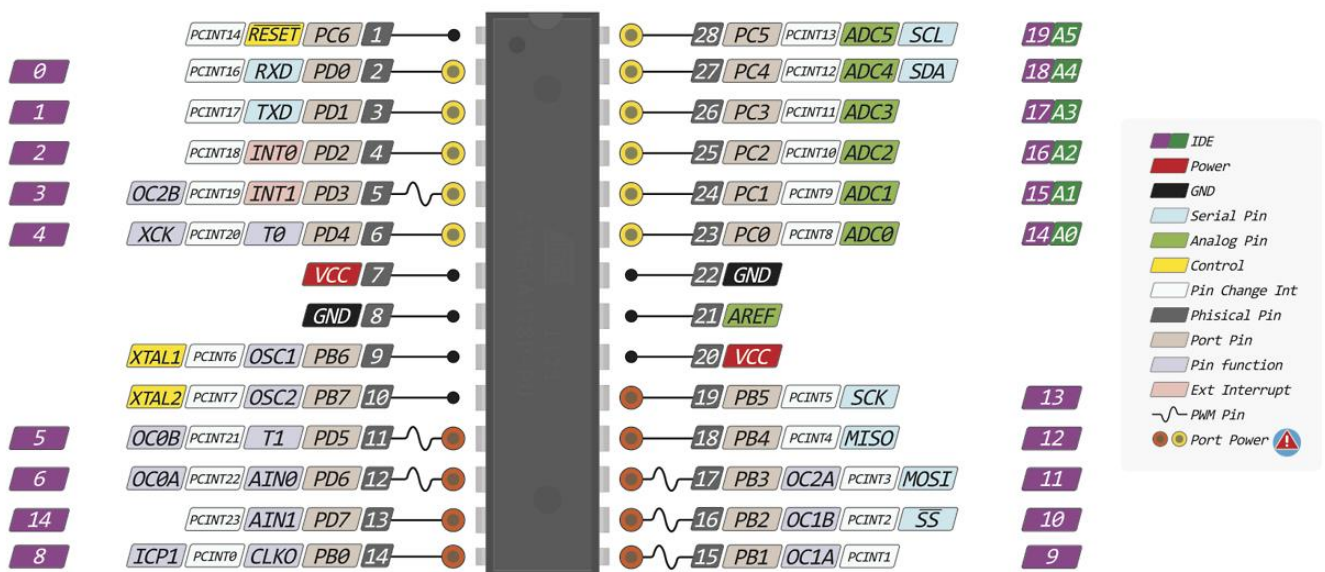 PCINT14 RESET PC6 1 28 PC5 PCINT13 ADC5 SCL 19 A5
0 PCINT16 RXD PD0 2 27 PC4 PCINT12 ADC4 SDA 18 A4
1 PCINT17 TXD PD1 3 26 PC3 PCINT11 ADC3 17 A3
2 PCINT18 INT0 PD2 4 25 PC2 PCINT10 ADC2 16 A2
3 OC2B PCINT19 INT1 PD3 5 24 PC1 PCINT9 ADC1 15 A1
4 XCK PCINT20 T0 PD4 6 23 PC0 PCINT8 ADC0 14 A0
VCC 7 22 GND
GND 8 21 AREF
XTAL1 PCINT6 OSC1 PB6 9 20 VCC
XTAL2 PCINT7 OSC2 PB7 10 19 PB5 PCINT5 SCK 13
5 OC0B PCINT21 T1 PD5 11 18 PB4 PCINT4 MISO 12
6 OC0A PCINT22 AIN0 PD6 12 17 PB3 OC2A PCINT3 MOSI 11
14 PCINT23 AIN1 PD7 13 16 PB2 OC1B PCINT2 SS 10
8 ICP1 PCINT0 CLKO PB0 14 15 PB1 OC1A PCINT1 9
IDE
Power
GND
Serial Pin
Analog Pin
Control
Pin Change Int
Phisical Pin
Port Pin
Pin function
Ext Interrupt
PWM Pin
Port Power